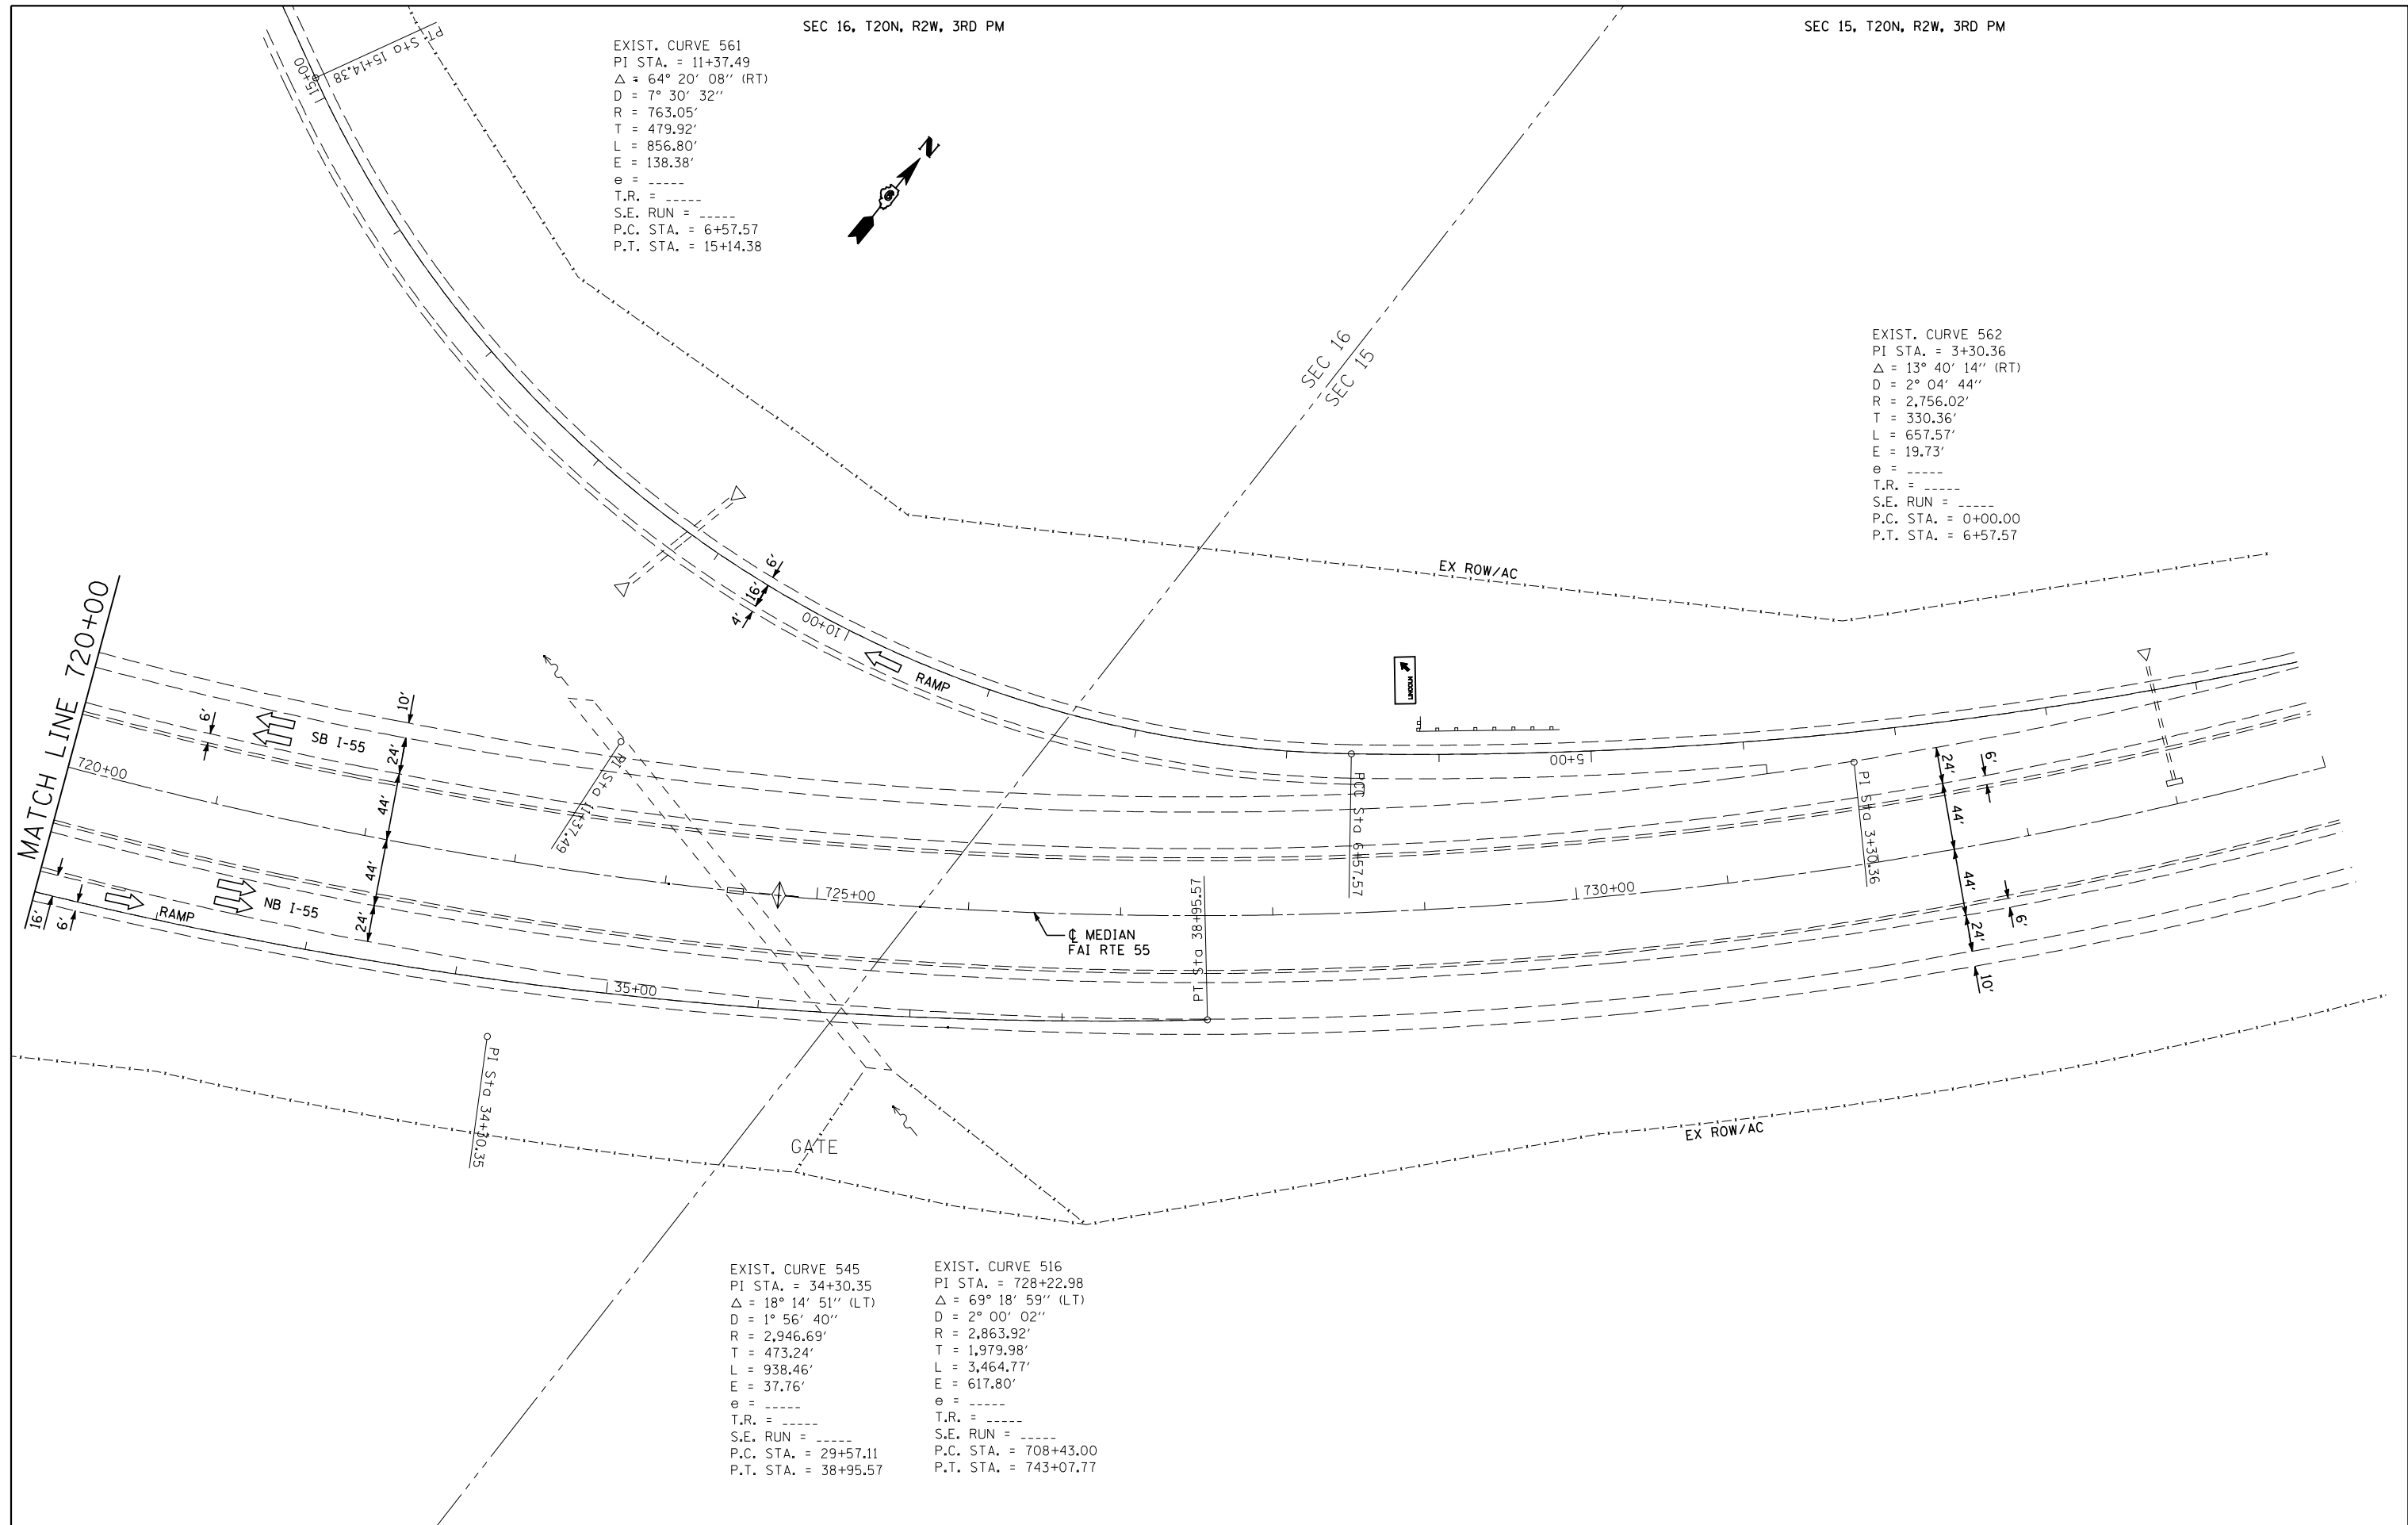 SEC 16, T20N, R2W, 3RD PM
SEC 15, T20N, R2W, 3RD PM
PT Sta 15+14.38
15+00
EXIST. CURVE 561
PI STA. = 11+37.49
Δ = 64° 20' 08'' (RT)
D = 7° 30' 32''
R = 763.05'
T = 479.92'
L = 856.80'
E = 138.38'
e = -----
T.R. = -----
S.E. RUN = -----
P.C. STA. = 6+57.57
P.T. STA. = 15+14.38
N
SEC 16
SEC 15
EXIST. CURVE 562
PI STA. = 3+30.36
Δ = 13° 40' 14'' (RT)
D = 2° 04' 44''
R = 2,756.02'
T = 330.36'
L = 657.57'
E = 19.73'
e = -----
T.R. = -----
S.E. RUN = -----
P.C. STA. = 0+00.00
P.T. STA. = 6+57.57
EX ROW/AC
6'
16'
4'
10+00
RAMP
LINCOLN
MATCH LINE 720+00
720+00
6'
SB I-55
10'
24'
44'
44'
24'
PI Sta 11+37.49
5+00
PCC Sta 6+57.57
PI Sta 3+30.36
24'
6'
44'
44'
6'
24'
10'
16'
6'
RAMP
NB I-55
725+00
730+00
℄ MEDIAN
FAI RTE 55
PT Sta 38+95.57
35+00
PI Sta 34+30.35
GATE
EX ROW/AC
EXIST. CURVE 545
PI STA. = 34+30.35
Δ = 18° 14' 51'' (LT)
D = 1° 56' 40''
R = 2,946.69'
T = 473.24'
L = 938.46'
E = 37.76'
e = -----
T.R. = -----
S.E. RUN = -----
P.C. STA. = 29+57.11
P.T. STA. = 38+95.57
EXIST. CURVE 516
PI STA. = 728+22.98
Δ = 69° 18' 59'' (LT)
D = 2° 00' 02''
R = 2,863.92'
T = 1,979.98'
L = 3,464.77'
E = 617.80'
e = -----
T.R. = -----
S.E. RUN = -----
P.C. STA. = 708+43.00
P.T. STA. = 743+07.77